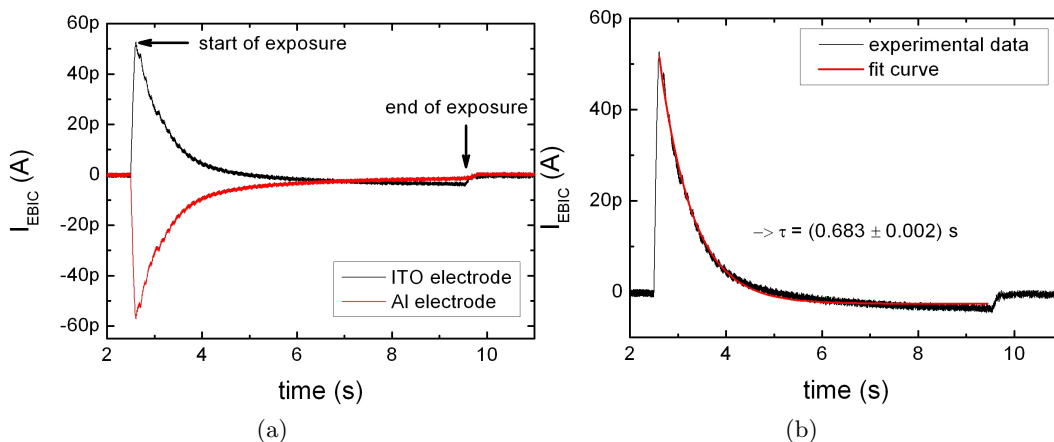 60p
40p
20p
0
-20p
-40p
-60p
I_EBIC (A)
start of exposure
end of exposure
ITO electrode
Al electrode
2 4 6 8 10
time (s)
(a)
60p
40p
20p
0
I_EBIC (A)
experimental data
fit curve
–> τ = (0.683 ± 0.002) s
2 4 6 8 10
time (s)
(b)